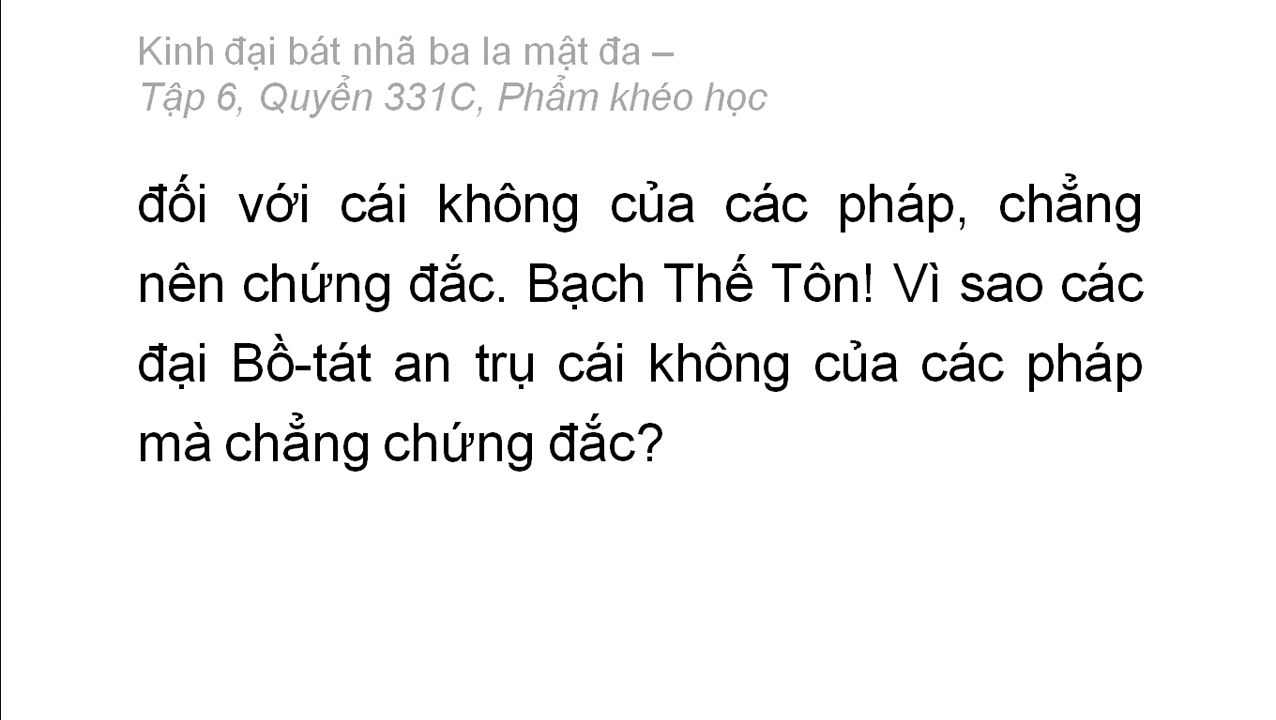 Kinh đại bát nhã ba la mật đa –
Tập 6, Quyển 331C, Phẩm khéo học
đối với cái không của các pháp, chẳng
nên chứng đắc. Bạch Thế Tôn! Vì sao các
đại Bồ-tát an trụ cái không của các pháp
mà chẳng chứng đắc?